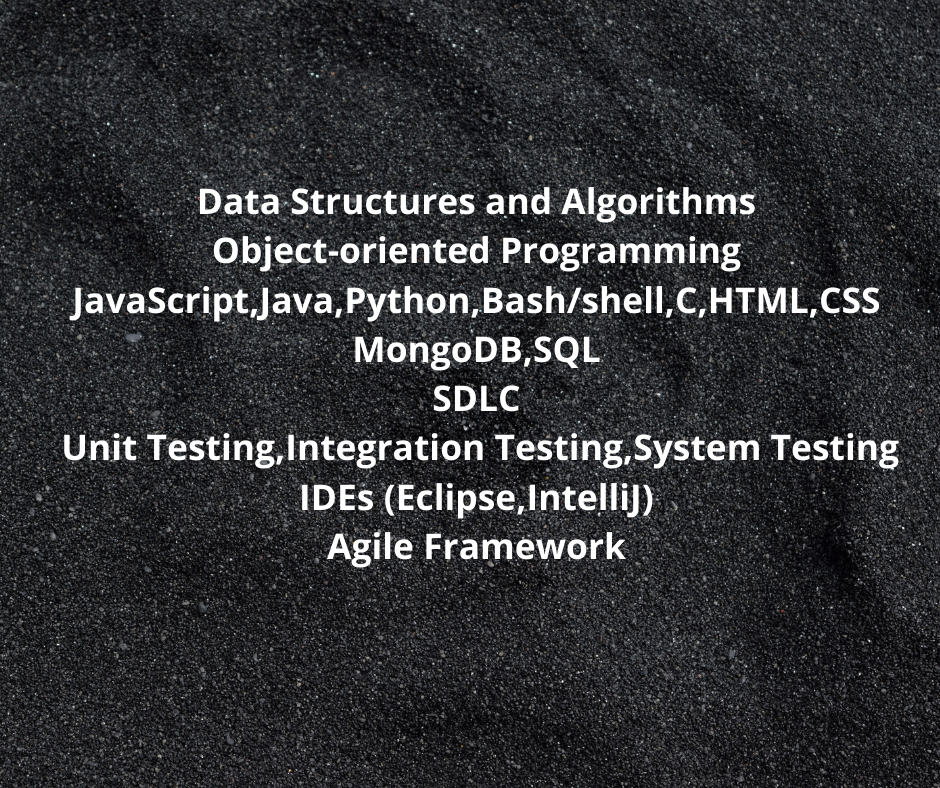 Data Structures and Algorithms
Object-oriented Programming
JavaScript,Java,Python,Bash/shell,C,HTML,CSS
MongoDB,SQL
SDLC
Unit Testing,Integration Testing,System Testing
IDEs (Eclipse,IntelliJ)
Agile Framework